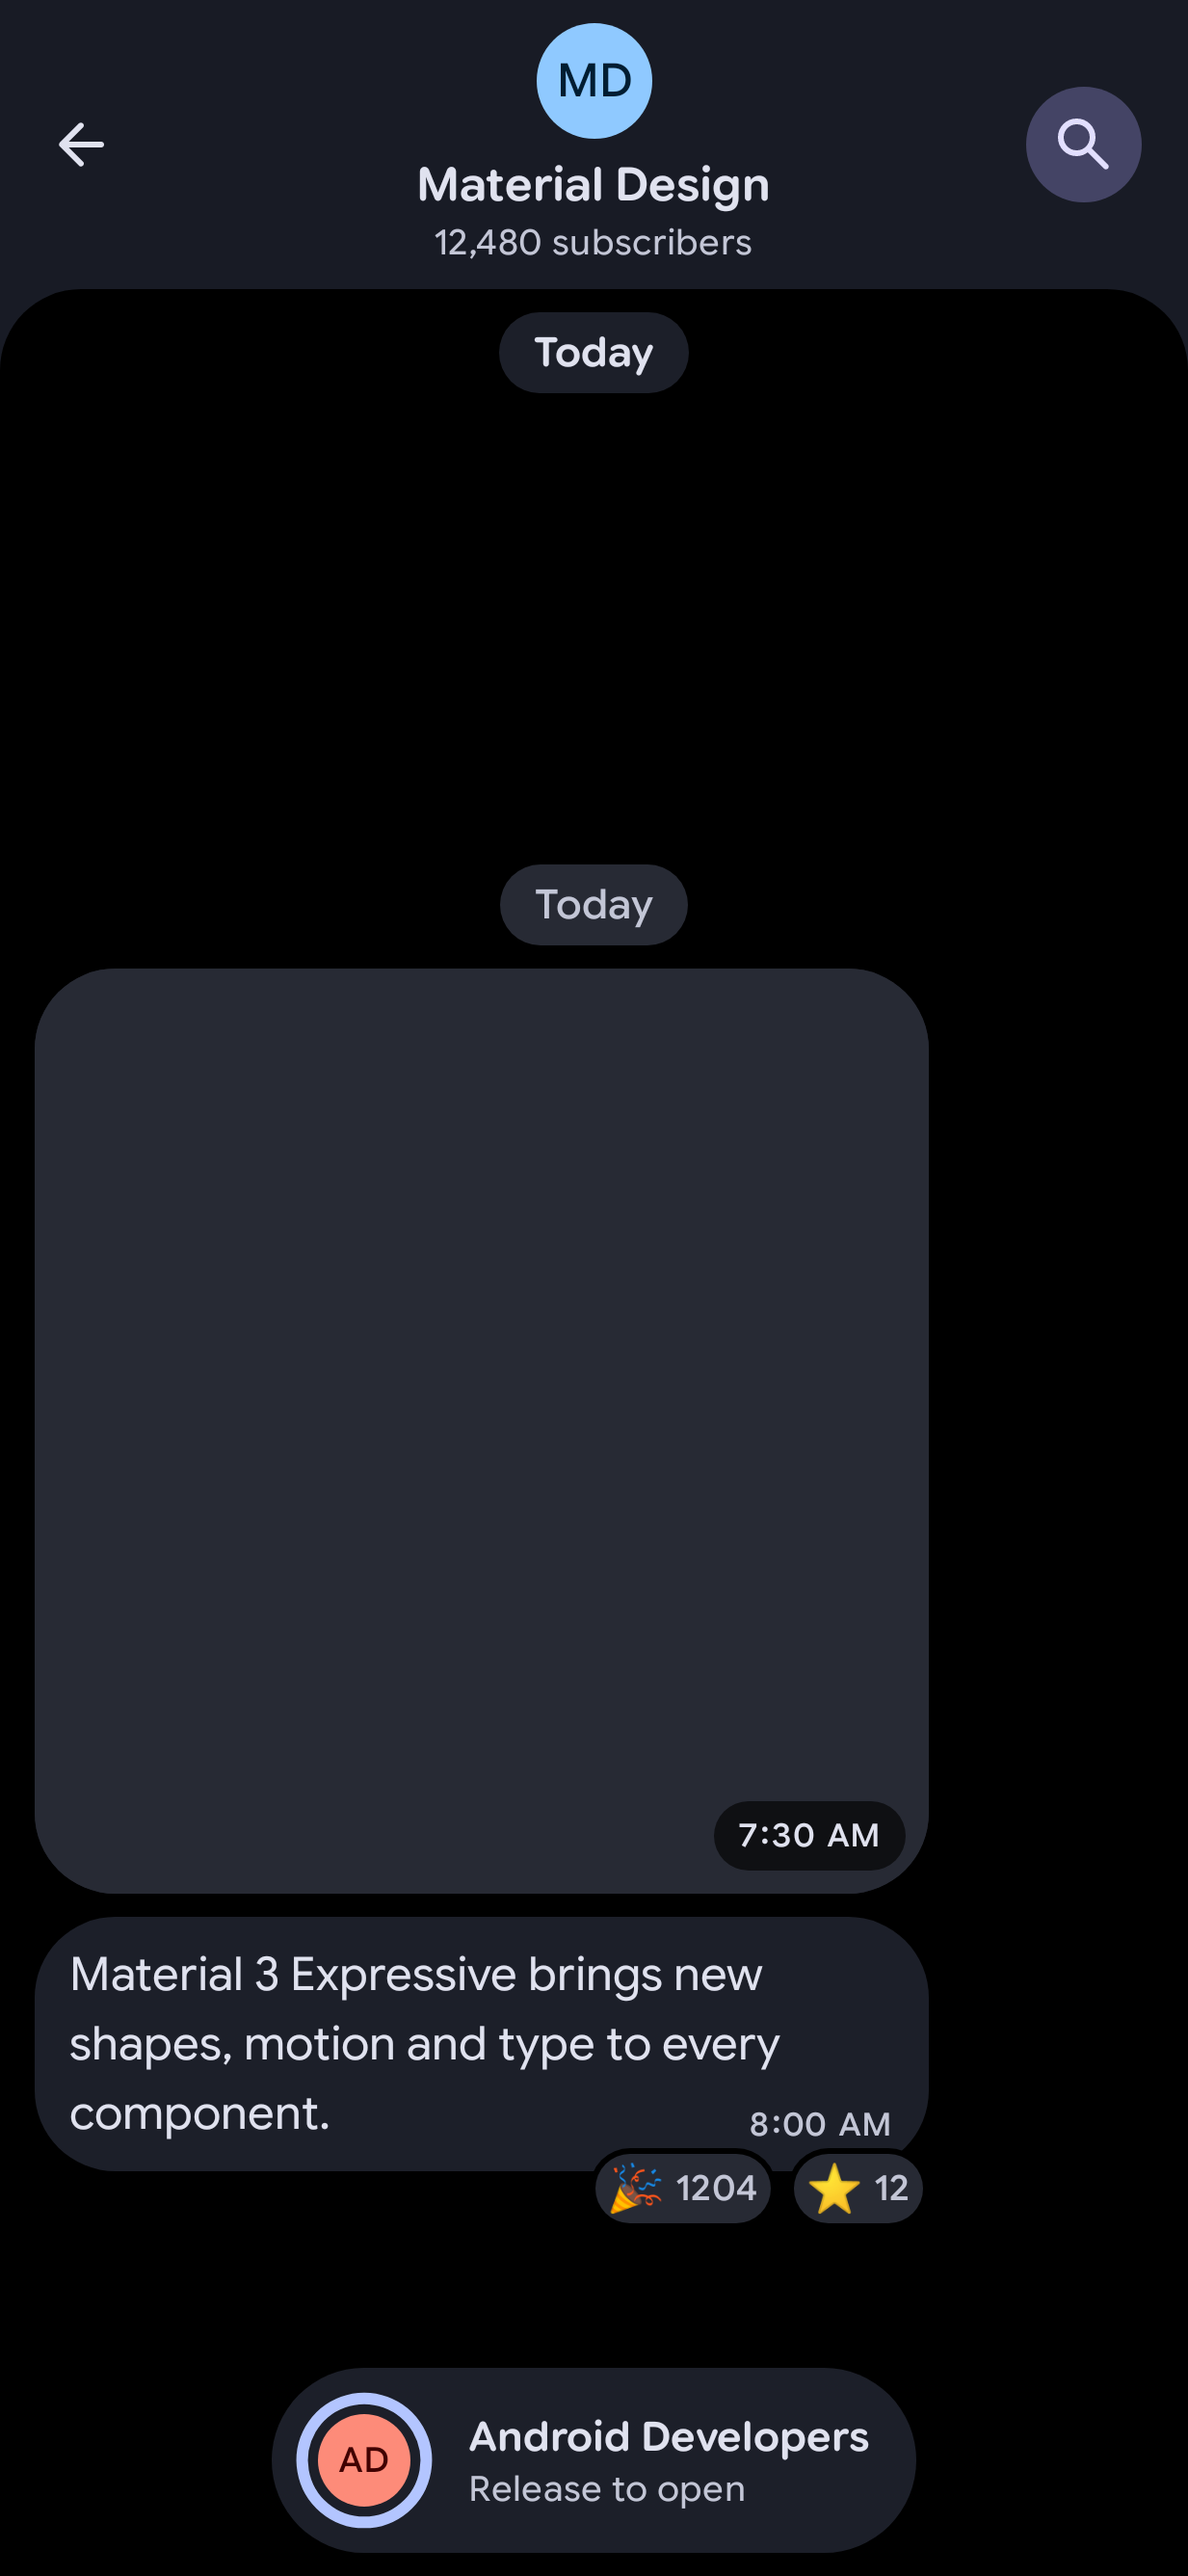 MD
Material Design
12,480 subscribers
Today
Today
7:30 AM
Material 3 Expressive brings new
shapes, motion and type to every
component.
8:00 AM
🎉 1204 ⭐ 12
AD
Android Developers
Release to open